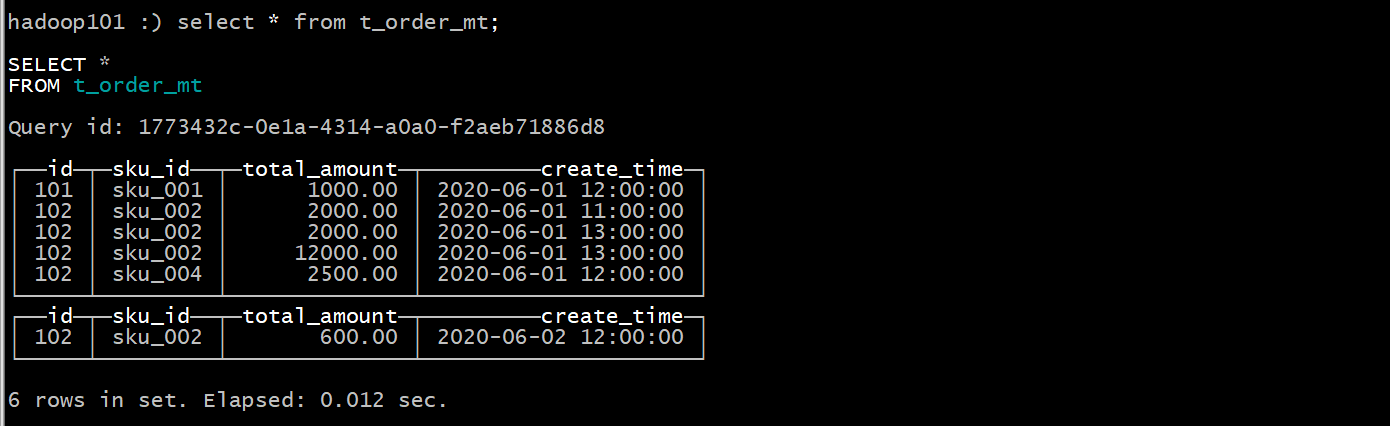 hadoop101 :) select * from t_order_mt;
SELECT *
FROM t_order_mt
Query id: 1773432c-0e1a-4314-a0a0-f2aeb71886d8
┌──id─┬─sku_id──┬─total_amount─┬─────────create_time─┐
│ 101 │ sku_001 │ 1000.00 │ 2020-06-01 12:00:00 │
│ 102 │ sku_002 │ 2000.00 │ 2020-06-01 11:00:00 │
│ 102 │ sku_002 │ 2000.00 │ 2020-06-01 13:00:00 │
│ 102 │ sku_002 │ 12000.00 │ 2020-06-01 13:00:00 │
│ 102 │ sku_004 │ 2500.00 │ 2020-06-01 12:00:00 │
┌──id─┬─sku_id──┬─total_amount─┬─────────create_time─┐
│ 102 │ sku_002 │ 600.00 │ 2020-06-02 12:00:00 │
6 rows in set. Elapsed: 0.012 sec.